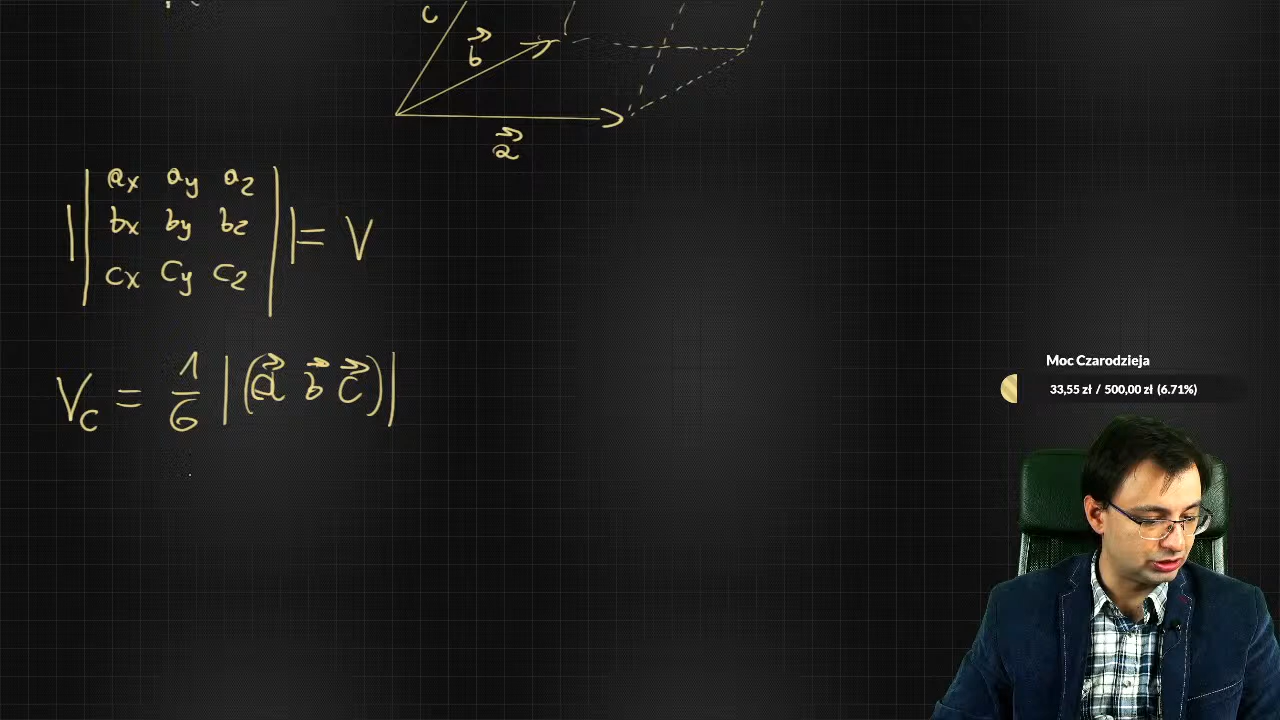 c
b
a
| | ax ay az | | = V
bx by bz
cx cy cz
Vc = 1/6 |(a b c)|
Moc Czarodzieja
33,55 zł / 500,00 zł (6.71%)